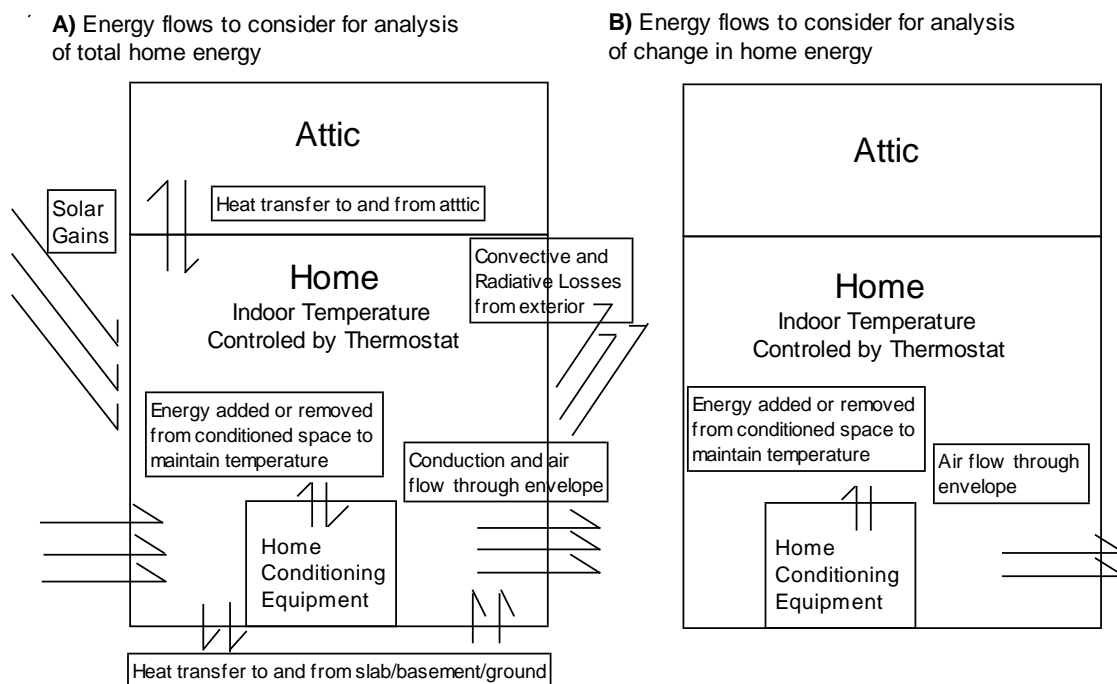 A) Energy flows to consider for analysis
of total home energy
Attic
Solar
Gains
Heat transfer to and from atttic
Convective and
Radiative Losses
from exterior
Home
Indoor Temperature
Controled by Thermostat
Energy added or removed
from conditioned space to
maintain temperature
Conduction and air
flow through envelope
Home
Conditioning
Equipment
Heat transfer to and from slab/basement/ground
B) Energy flows to consider for analysis
of change in home energy
Attic
Home
Indoor Temperature
Controled by Thermostat
Energy added or removed
from conditioned space to
maintain temperature
Air flow through
envelope
Home
Conditioning
Equipment